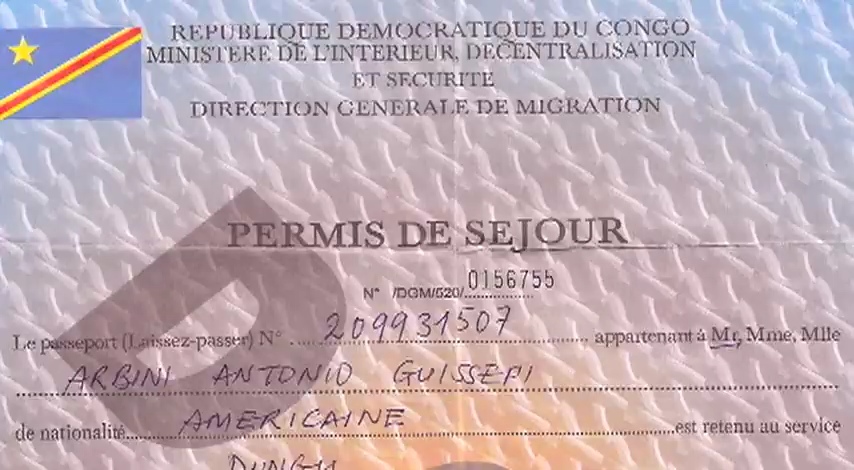 REPUBLIQUE DEMOCRATIQUE DU CONGO
MINISTERE DE L'INTERIEUR, DECENTRALISATION
ET SECURITE
DIRECTION GENERALE DE MIGRATION
PERMIS DE SEJOUR
N° /DGM/520/ 0156755
Le passeport (Laissez-passer) N° 209931507 appartenant à Mr, Mme, Mlle
ARBINI ANTONIO GUISSEPI
de nationalité AMERICAINE est retenu au service
DUNGU